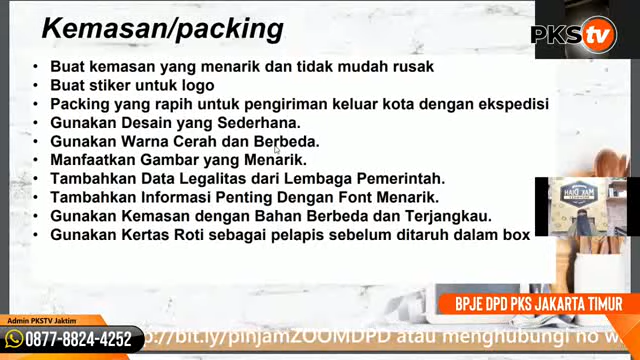 Kemasan/packing
PKStv
• Buat kemasan yang menarik dan tidak mudah rusak
• Buat stiker untuk logo
• Packing yang rapih untuk pengiriman keluar kota dengan ekspedisi
• Gunakan Desain yang Sederhana.
• Gunakan Warna Cerah dan Berbeda.
• Manfaatkan Gambar yang Menarik.
• Tambahkan Data Legalitas dari Lembaga Pemerintah.
• Tambahkan Informasi Penting Dengan Font Menarik.
• Gunakan Kemasan dengan Bahan Berbeda dan Terjangkau.
• Gunakan Kertas Roti sebagai pelapis sebelum ditaruh dalam box
BPJE DPD PKS JAKARTA TIMUR
Admin PKSTV Jaktim
0877-8824-4252
://bit.ly/pinjamZOOMDPD atau menghubungi no w